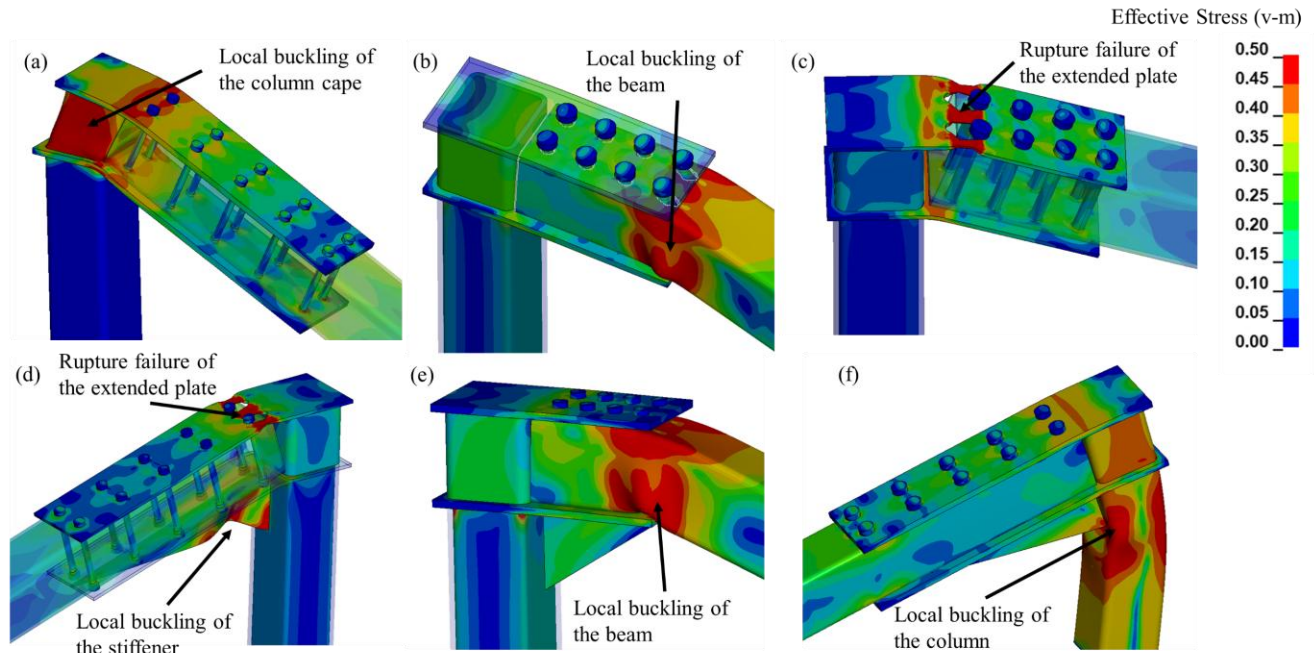 Effective Stress (v-m)
(a)
Local buckling of
the column cape
(b)
Local buckling of
the beam
(c)
Rupture failure of
the extended plate
0.50
0.45
0.40
0.35
0.30
0.25
0.20
0.15
0.10
0.05
0.00
(d)
Rupture failure of
the extended plate
Local buckling of
the stiffener
(e)
Local buckling of
the beam
(f)
Local buckling of
the column